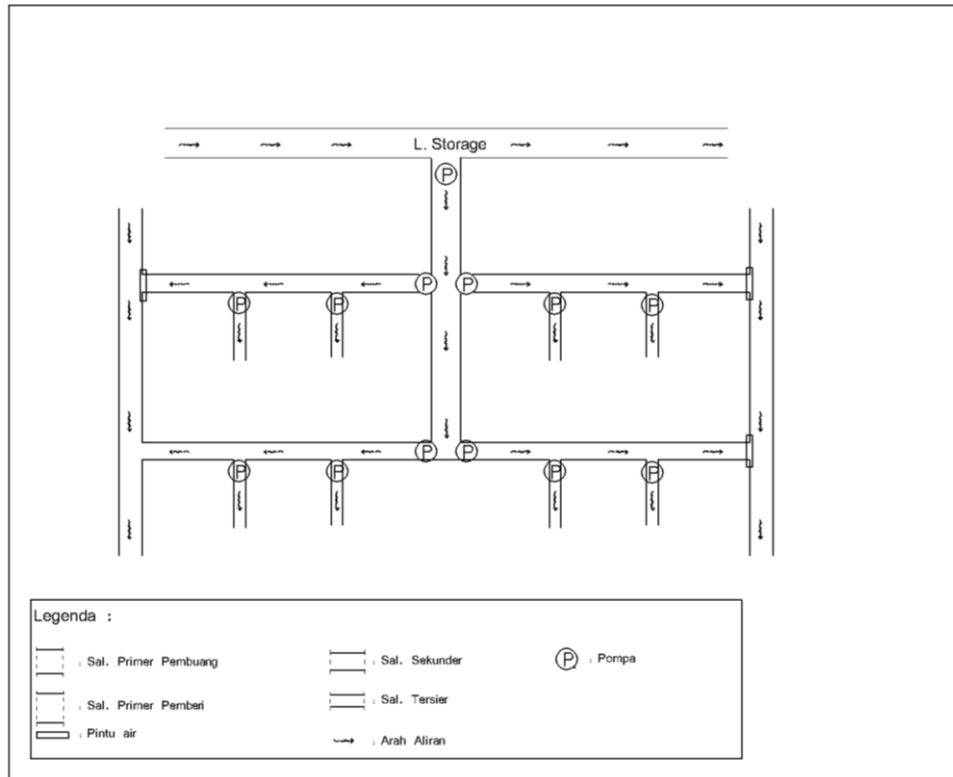 L. Storage
P
P
P
P
P
P
P
P
P
P
P
P
P
Legenda :
: Sal. Primer Pembuang
: Sal. Sekunder
P : Pompa
: Sal. Primer Pemberi
: Sal. Tersier
: Pintu air
: Arah Aliran